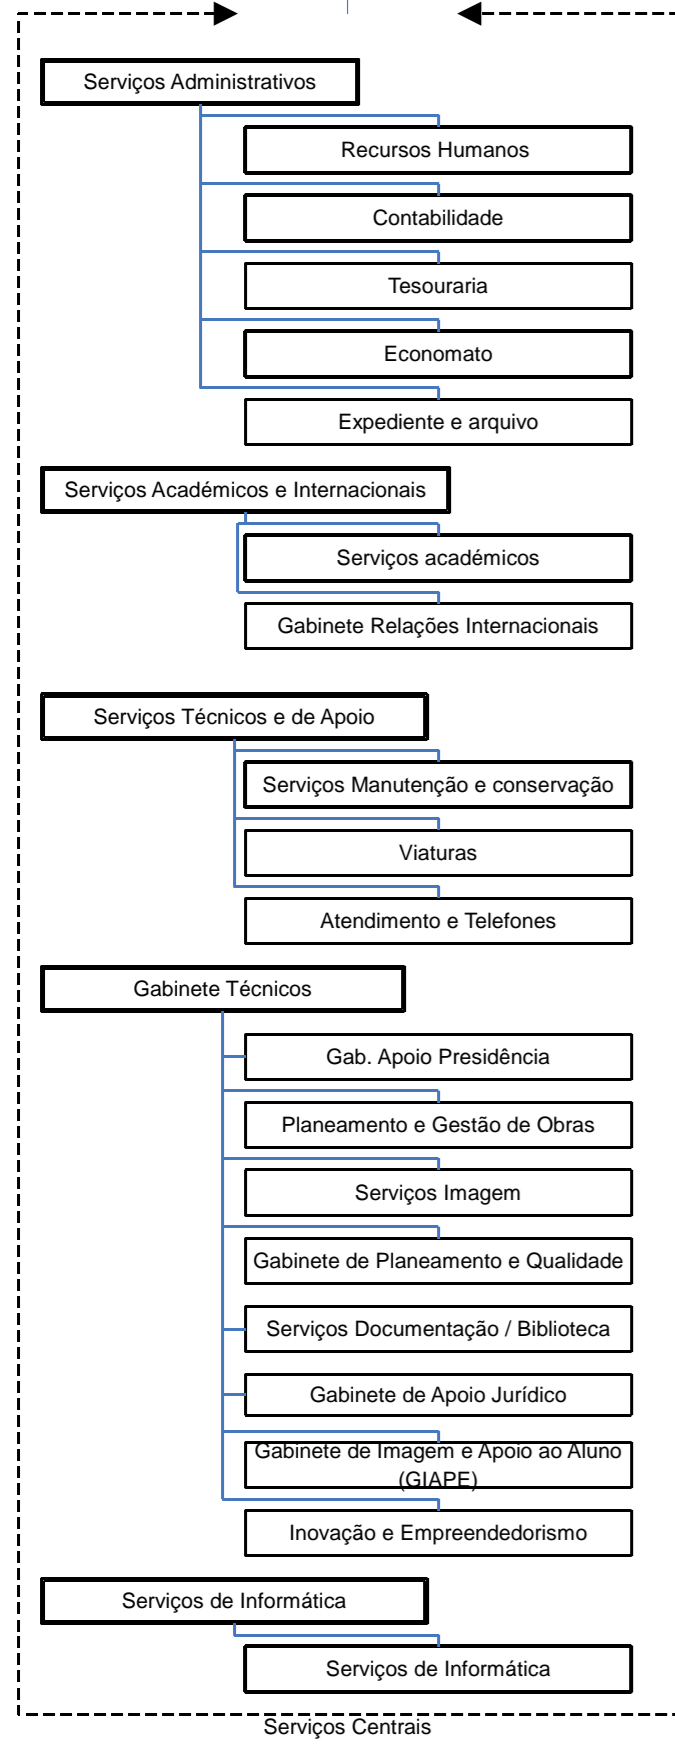 Serviços Administrativos
Recursos Humanos
Contabilidade
Tesouraria
Economato
Expediente e arquivo
Serviços Académicos e Internacionais
Serviços académicos
Gabinete Relações Internacionais
Serviços Técnicos e de Apoio
Serviços Manutenção e conservação
Viaturas
Atendimento e Telefones
Gabinete Técnicos
Gab. Apoio Presidência
Planeamento e Gestão de Obras
Serviços Imagem
Gabinete de Planeamento e Qualidade
Serviços Documentação / Biblioteca
Gabinete de Apoio Jurídico
Gabinete de Imagem e Apoio ao Aluno
(GIAPE)
Inovação e Empreendedorismo
Serviços de Informática
Serviços de Informática
Serviços Centrais